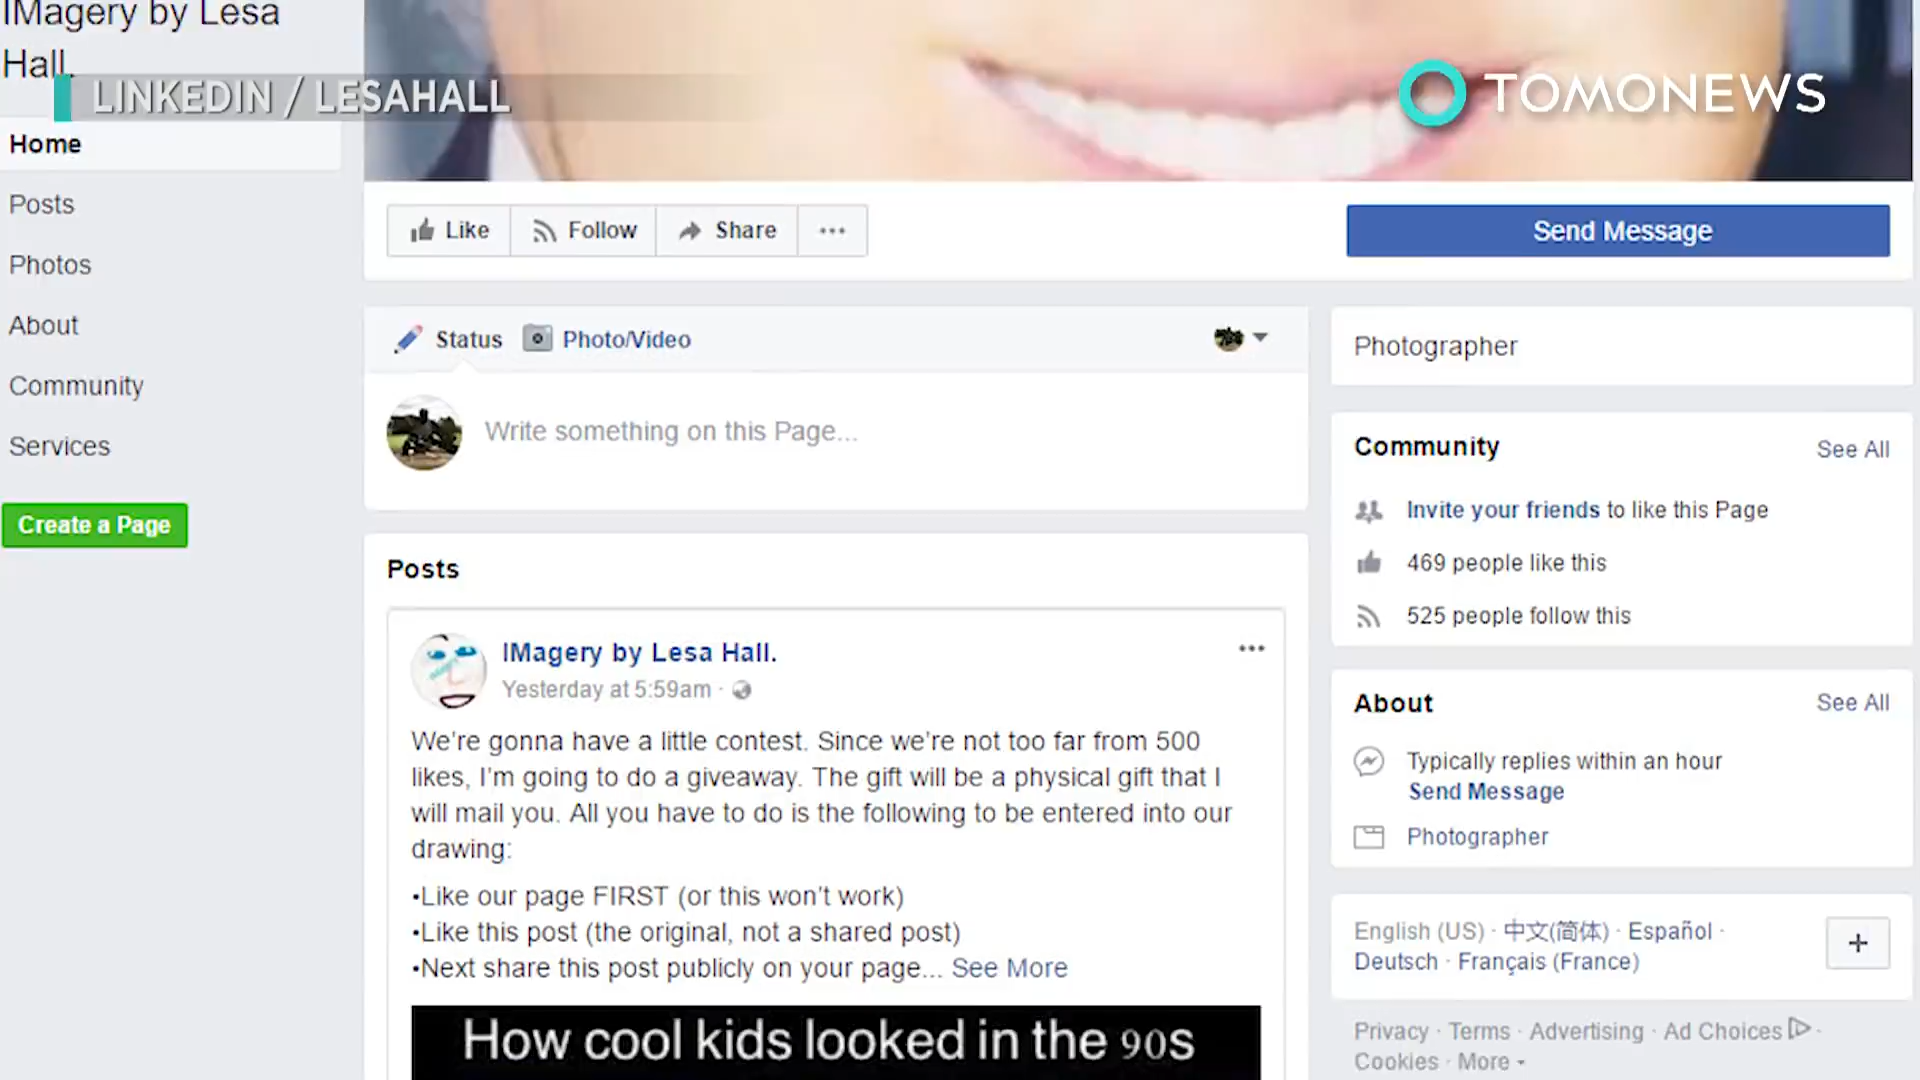 IMagery by Lesa
Hall.
LINKEDIN / LESAHALL
TOMONEWS
Home
Posts
Photos
About
Community
Services
Create a Page
Like
Follow
Share
Send Message
Status
Photo/Video
Write something on this Page...
Posts
IMagery by Lesa Hall.
Yesterday at 5:59am ·
We're gonna have a little contest. Since we're not too far from 500
likes, I'm going to do a giveaway. The gift will be a physical gift that I
will mail you. All you have to do is the following to be entered into our
drawing:
•Like our page FIRST (or this won't work)
•Like this post (the original, not a shared post)
•Next share this post publicly on your page... See More
How cool kids looked in the 90s
Photographer
Community
See All
Invite your friends to like this Page
469 people like this
525 people follow this
About
See All
Typically replies within an hour
Send Message
Photographer
English (US) · 中文(简体) · Español ·
Deutsch · Français (France)
Privacy · Terms · Advertising · Ad Choices ·
Cookies · More